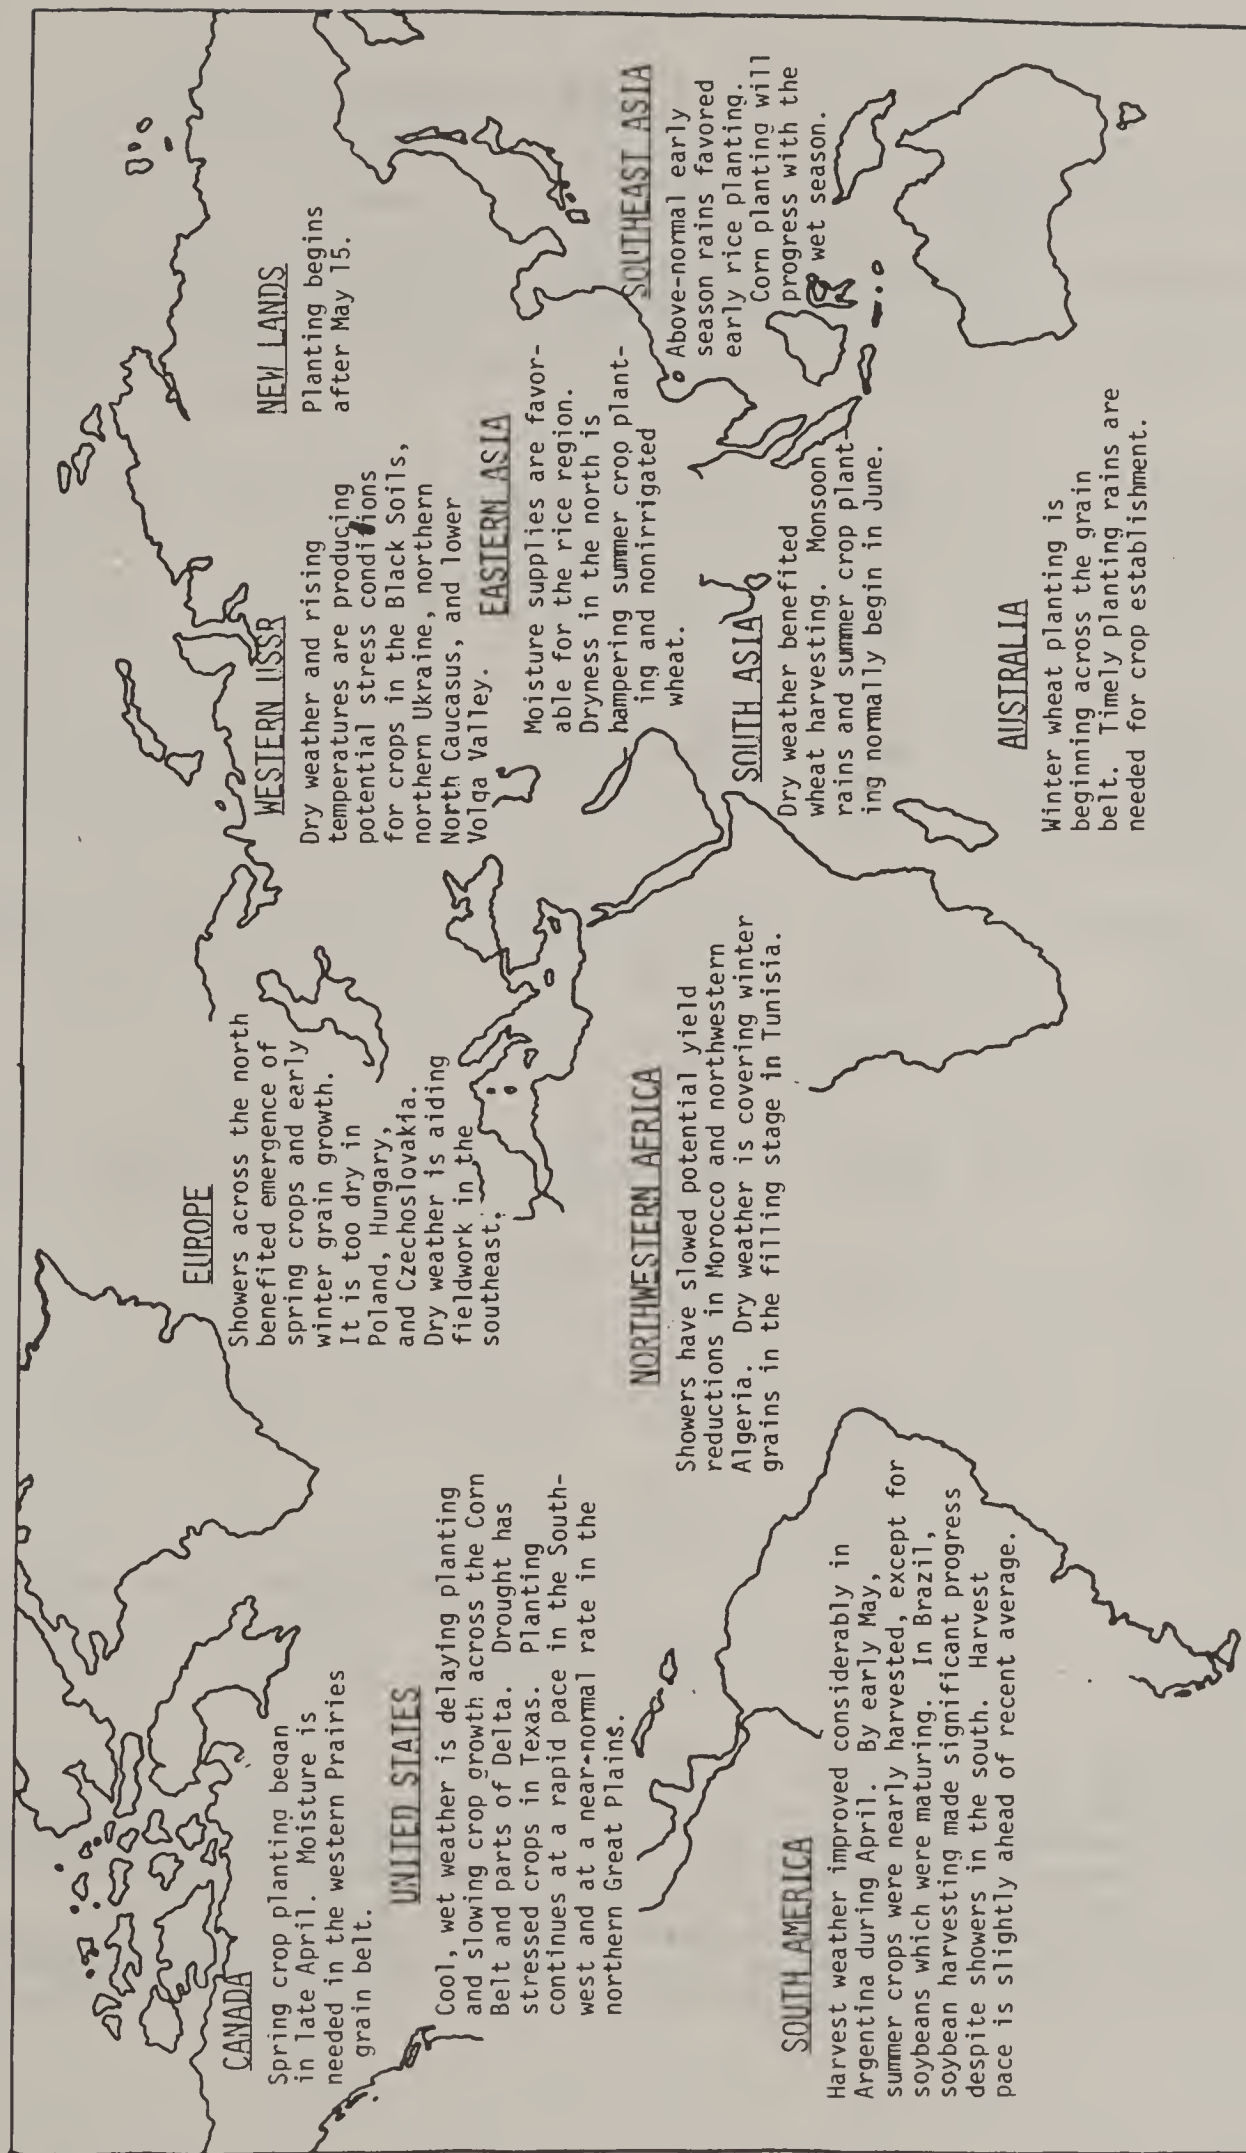 CANADA
Spring crop planting began
in late April. Moisture is
needed in the western Prairies
grain belt.
UNITED STATES
Cool, wet weather is delaying planting
and slowing crop growth across the Corn
Belt and parts of Delta. Drought has
stressed crops in Texas. Planting
continues at a rapid pace in the South-
west and at a near-normal rate in the
northern Great Plains.
SOUTH AMERICA
Harvest weather improved considerably in
Argentina during April. By early May,
summer crops were nearly harvested, except for
soybeans which were maturing. In Brazil,
soybean harvesting made significant progress
despite showers in the south. Harvest
pace is slightly ahead of recent average.
EUROPE
Showers across the north
benefited emergence of
spring crops and early
winter grain growth.
It is too dry in
Poland, Hungary,
and Czechoslovakia.
Dry weather is aiding
fieldwork in the
southeast.
NORTHWESTERN AFRICA
Showers have slowed potential yield
reductions in Morocco and northwestern
Algeria. Dry weather is covering winter
grains in the filling stage in Tunisia.
WESTERN USSR
Dry weather and rising
temperatures are producing
potential stress conditions
for crops in the Black Soils,
northern Ukraine, northern
North Caucasus, and lower
Volga Valley.
NEW LANDS
Planting begins
after May 15.
EASTERN ASIA
Moisture supplies are favor-
able for the rice region.
Dryness in the north is
hampering summer crop plant-
ing and nonirrigated
wheat.
SOUTHEAST ASIA
Above-normal early
season rains favored
early rice planting.
Corn planting will
progress with the
wet season.
SOUTH ASIA
Dry weather benefited
wheat harvesting. Monsoon
rains and summer crop plant-
ing normally begin in June.
AUSTRALIA
Winter wheat planting is
beginning across the grain
belt. Timely planting rains are
needed for crop establishment.